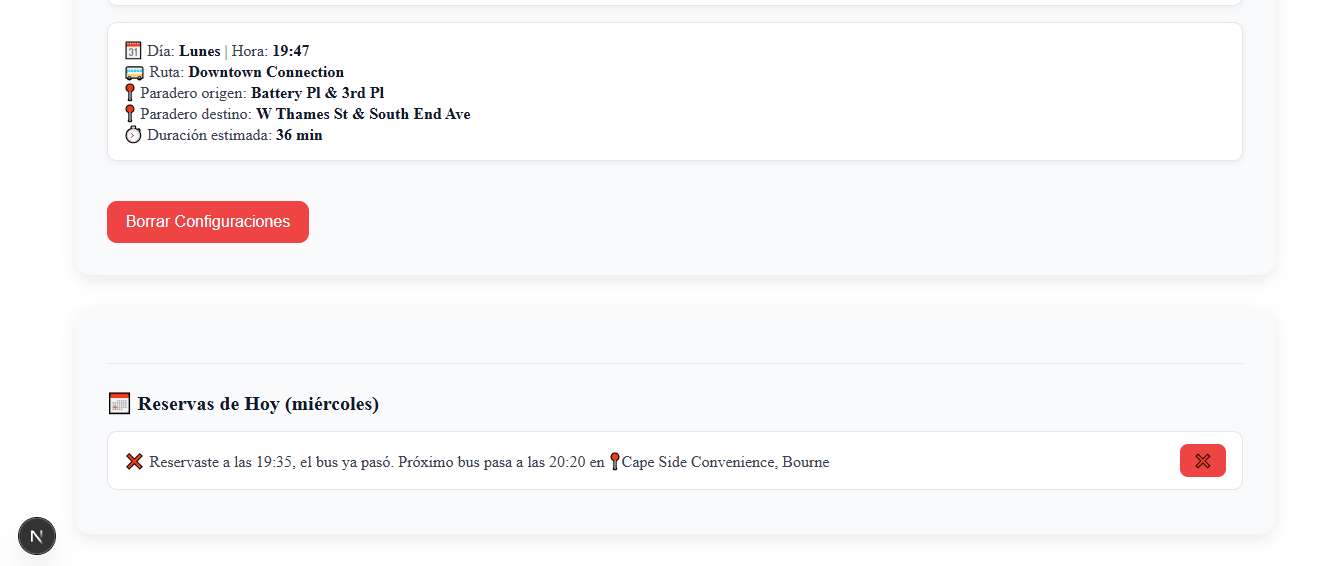 Día: Lunes | Hora: 19:47
Ruta: Downtown Connection
Paradero origen: Battery Pl & 3rd Pl
Paradero destino: W Thames St & South End Ave
Duración estimada: 36 min
Borrar Configuraciones
Reservas de Hoy (miércoles)
Reservaste a las 19:35, el bus ya pasó. Próximo bus pasa a las 20:20 en 📍Cape Side Convenience, Bourne
N